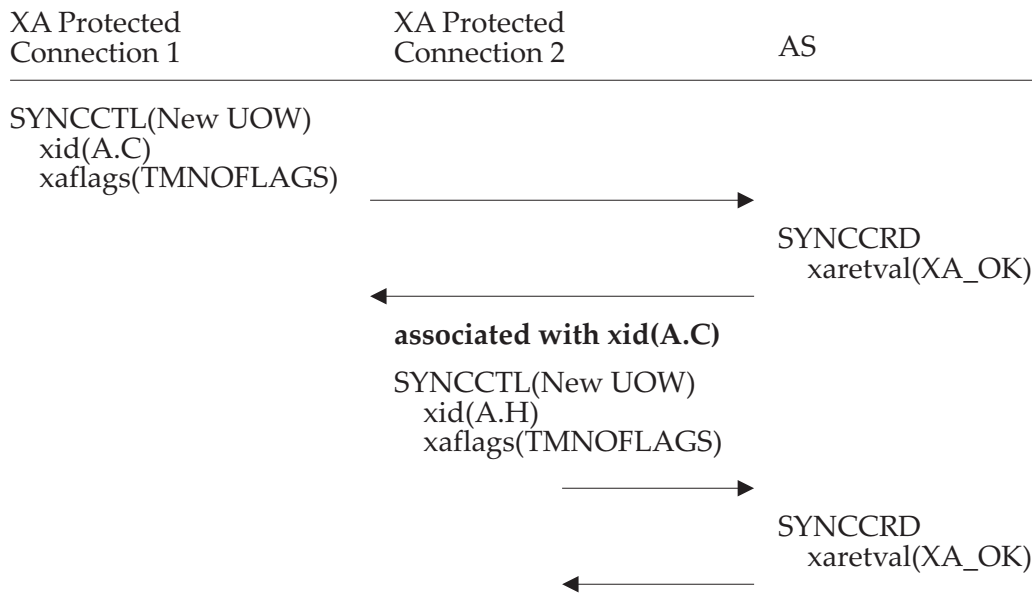 XA Protected
Connection 1
XA Protected
Connection 2
AS
SYNCCTL(New UOW)
xid(A.C)
xaflags(TMNOFLAGS)
SYNCCRD
xaretval(XA_OK)
associated with xid(A.C)
SYNCCTL(New UOW)
xid(A.H)
xaflags(TMNOFLAGS)
SYNCCRD
xaretval(XA_OK)